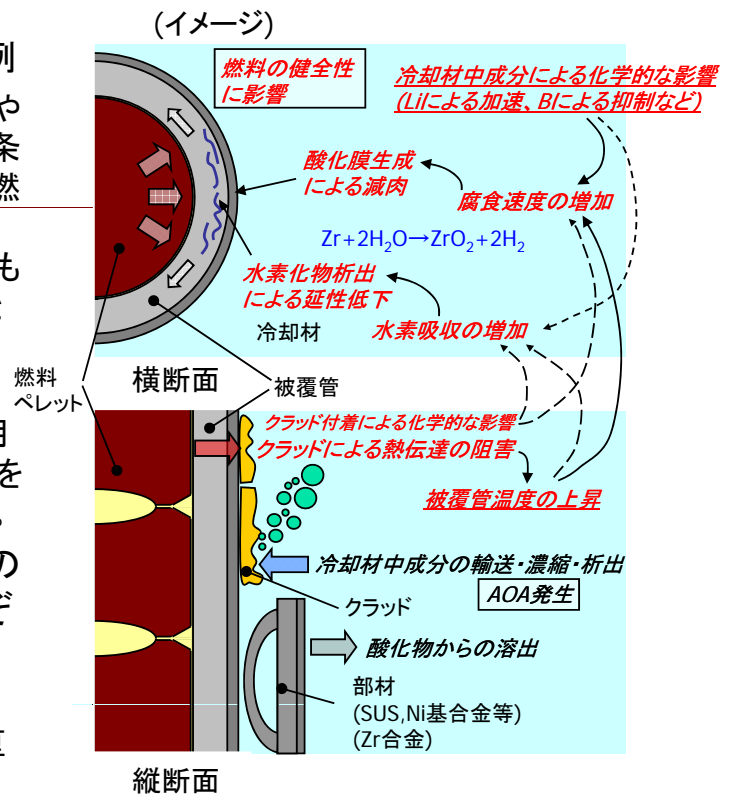 (イメージ)
例
や
条
燃
も
用
を
。
の
ど
燃料の健全性
に影響
冷却材中成分による化学的な影響
(Liによる加速、Bによる抑制など)
酸化膜生成
による減肉
腐食速度の増加
Zr+2H₂O→ZrO₂+2H₂
水素化物析出
による延性低下
冷却材
水素吸収の増加
燃料
ペレット
横断面
被覆管
クラッド付着による化学的な影響
クラッドによる熱伝達の阻害
被覆管温度の上昇
冷却材中成分の輸送・濃縮・析出
AOA発生
クラッド
酸化物からの溶出
部材
(SUS,Ni基合金等)
(Zr合金)
縦断面